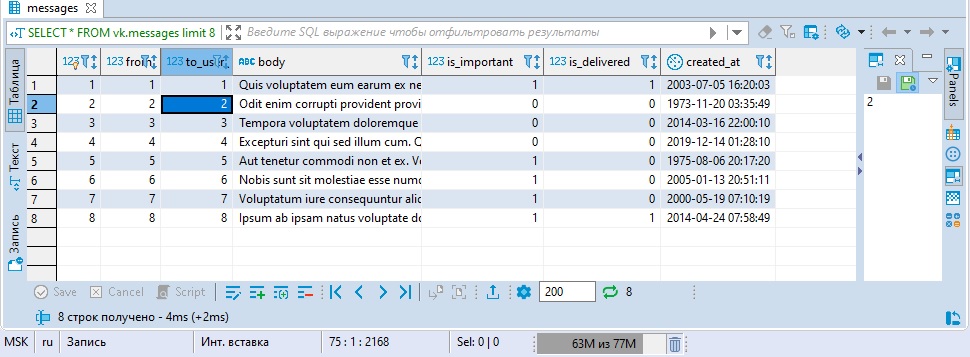 messages
SELECT * FROM vk.messages limit 8 Введите SQL выражение чтобы отфильтровать результаты
123 123 from_ 123 to_us ABC body 123 is_important 123 is_delivered created_at
1 1 1 1 Quis voluptatem eum earum ex ne 1 1 2003-07-05 16:20:03
2 2 2 2 Odit enim corrupti provident provi 0 0 1973-11-20 03:35:49
3 3 3 3 Tempora voluptatem doloremque 0 0 2014-03-16 22:00:10
4 4 4 4 Excepturi sint qui sed illum cum. Q 0 0 2019-12-14 01:28:10
5 5 5 5 Aut tenetur commodi non et ex. Ve 1 0 1975-08-06 20:17:20
6 6 6 6 Nobis sunt sit molestiae esse numq 1 1 2005-01-13 20:51:11
7 7 7 7 Voluptatum iure consequuntur alic 1 0 2000-05-19 07:10:19
8 8 8 8 Ipsum ab ipsam natus voluptate do 1 1 2014-04-24 07:58:49
Таблица
Текст
Запись
2
Panels
Save Cancel Script 200 8
8 строк получено - 4ms (+2ms)
MSK ru Запись Инт. вставка 75 : 1 : 2168 Sel: 0 | 0 63M из 77M